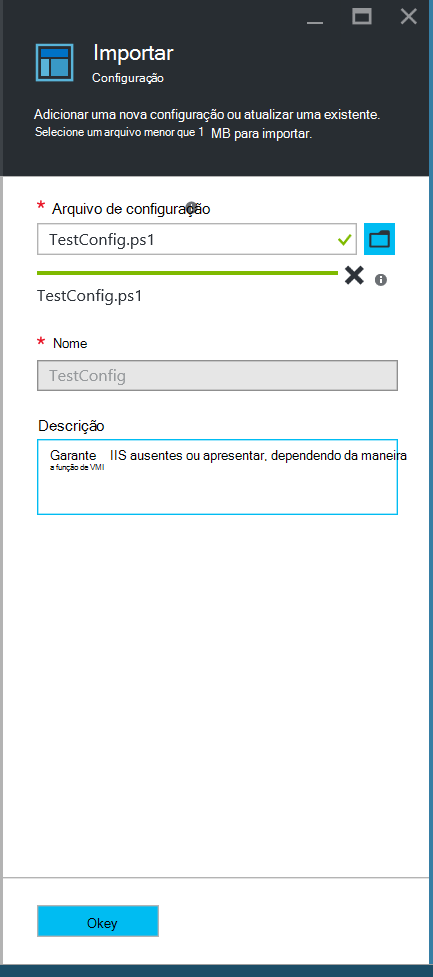 Importar
Configuração
Adicionar uma nova configuração ou atualizar uma existente.
Selecione um arquivo menor que 1 MB para importar.
* Arquivo de configuração
TestConfig.ps1
TestConfig.ps1
* Nome
TestConfig
Descrição
Garante IIS ausentes ou apresentar, dependendo da maneira
a função de VMI
Okey